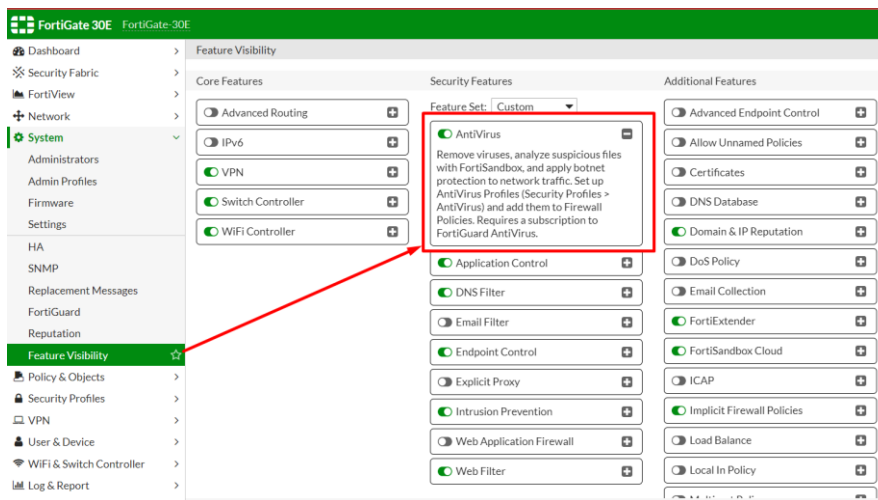 FortiGate 30E FortiGate-30E
Dashboard
Security Fabric
FortiView
Network
System
Administrators
Admin Profiles
Firmware
Settings
HA
SNMP
Replacement Messages
FortiGuard
Reputation
Feature Visibility
Policy & Objects
Security Profiles
VPN
User & Device
WiFi & Switch Controller
Log & Report
Feature Visibility
Core Features
Advanced Routing
IPv6
VPN
Switch Controller
WiFi Controller
Security Features
Feature Set: Custom
AntiVirus
Remove viruses, analyze suspicious files
with FortiSandbox, and apply botnet
protection to network traffic. Set up
AntiVirus Profiles (Security Profiles >
AntiVirus) and add them to Firewall
Policies. Requires a subscription to
FortiGuard AntiVirus.
Application Control
DNS Filter
Email Filter
Endpoint Control
Explicit Proxy
Intrusion Prevention
Web Application Firewall
Web Filter
Additional Features
Advanced Endpoint Control
Allow Unnamed Policies
Certificates
DNS Database
Domain & IP Reputation
DoS Policy
Email Collection
FortiExtender
FortiSandbox Cloud
ICAP
Implicit Firewall Policies
Load Balance
Local In Policy